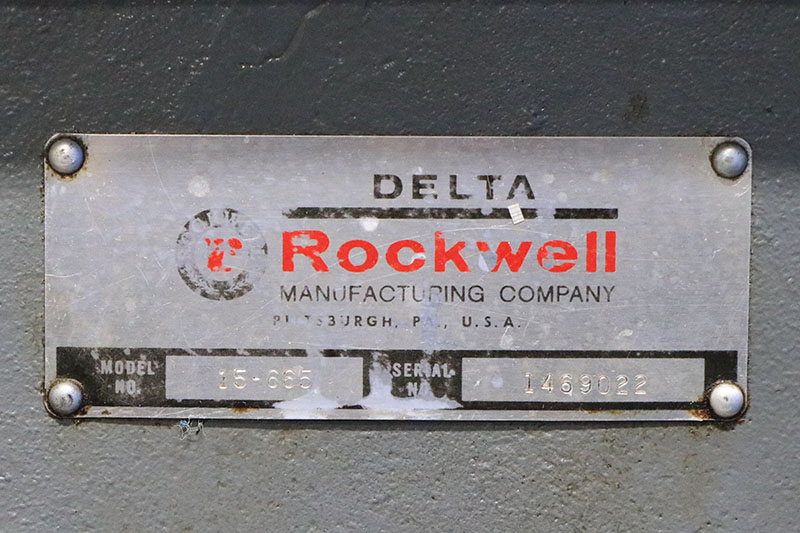 DELTA
Rockwell
MANUFACTURING COMPANY
PITTSBURGH, PA., U.S.A.
MODEL NO. 15-665 SERIAL NO. 1469022